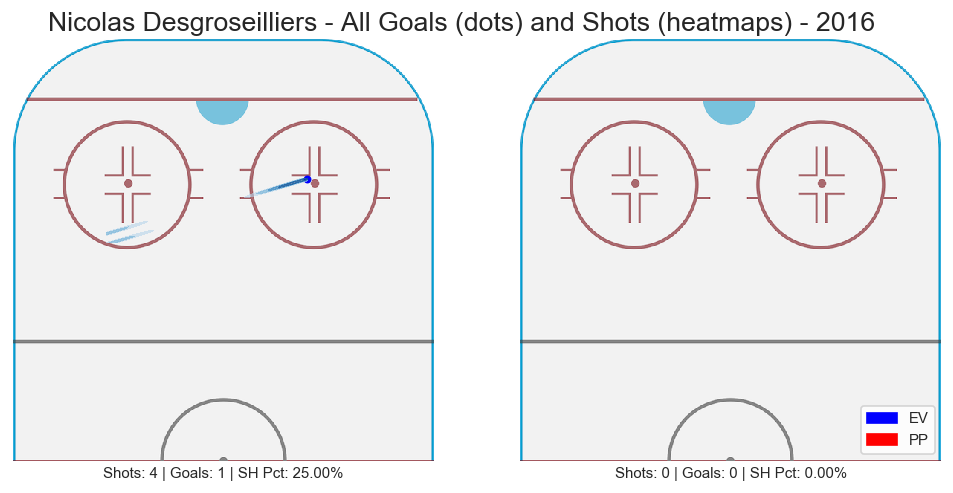 Nicolas Desgroseilliers - All Goals (dots) and Shots (heatmaps) - 2016
EV
PP
Shots: 4 | Goals: 1 | SH Pct: 25.00%
Shots: 0 | Goals: 0 | SH Pct: 0.00%